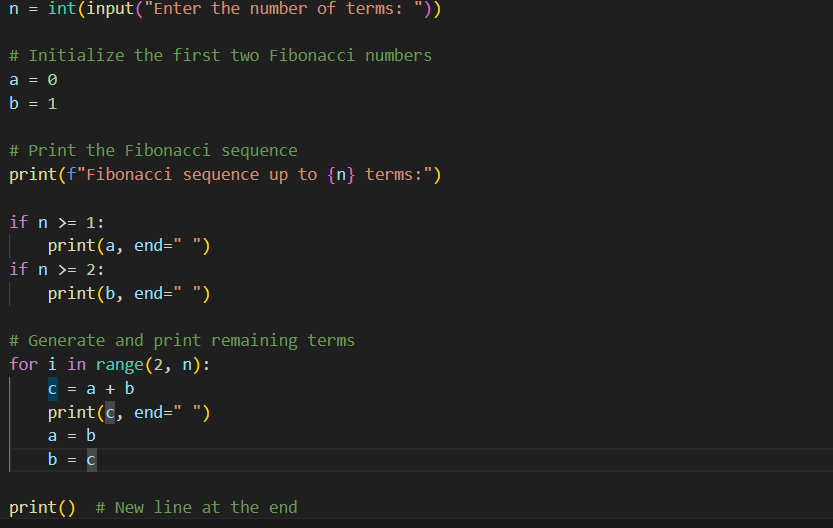 n = int(input("Enter the number of terms: "))
# Initialize the first two Fibonacci numbers
a = 0
b = 1
# Print the Fibonacci sequence
print(f"Fibonacci sequence up to {n} terms:")
if n >= 1:
    print(a, end=" ")
if n >= 2:
    print(b, end=" ")
# Generate and print remaining terms
for i in range(2, n):
    c = a + b
    print(c, end=" ")
    a = b
    b = c
print()  # New line at the end